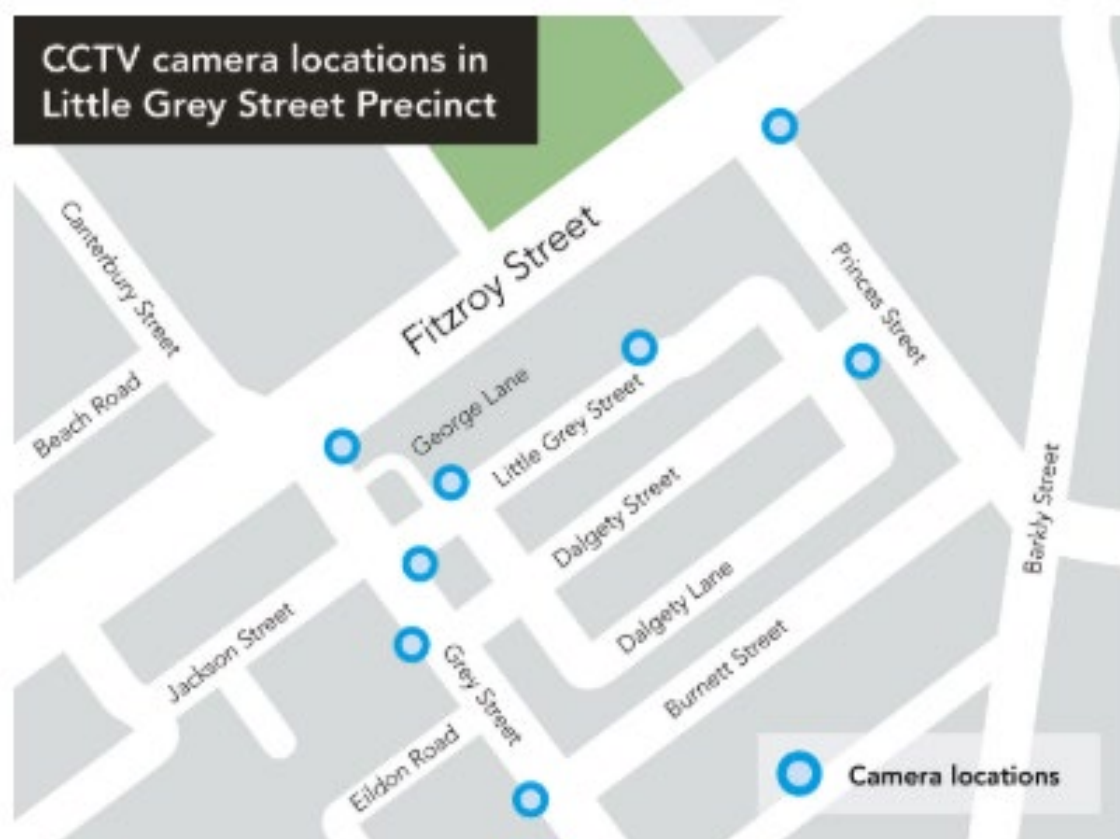 CCTV camera locations in
Little Grey Street Precinct
Canterbury Street
Fitzroy Street
Princes Street
Beach Road
George Lane
Little Grey Street
Dalgety Street
Barkly Street
Dalgety Lane
Jackson Street
Burnett Street
Grey Street
Eildon Road
Camera locations